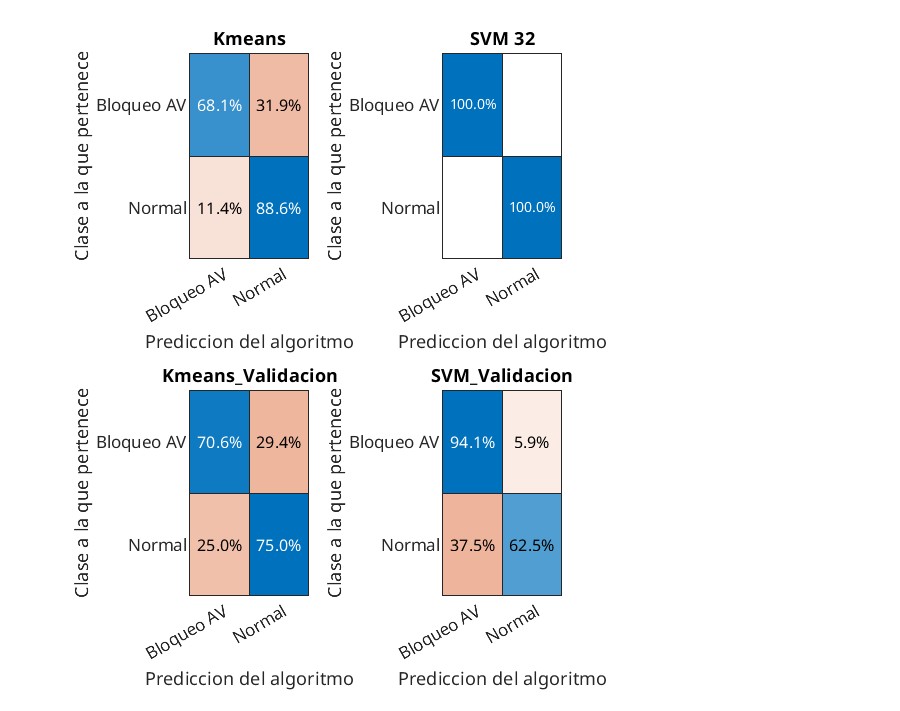 Kmeans
Clase a la que pertenece
Bloqueo AV
68.1%
31.9%
Normal
11.4%
88.6%
Bloqueo AV
Normal
Prediccion del algoritmo
SVM 32
Clase a la que pertenece
Bloqueo AV
100.0%
Normal
100.0%
Bloqueo AV
Normal
Prediccion del algoritmo
Kmeans_Validacion
Clase a la que pertenece
Bloqueo AV
70.6%
29.4%
Normal
25.0%
75.0%
Bloqueo AV
Normal
Prediccion del algoritmo
SVM_Validacion
Clase a la que pertenece
Bloqueo AV
94.1%
5.9%
Normal
37.5%
62.5%
Bloqueo AV
Normal
Prediccion del algoritmo